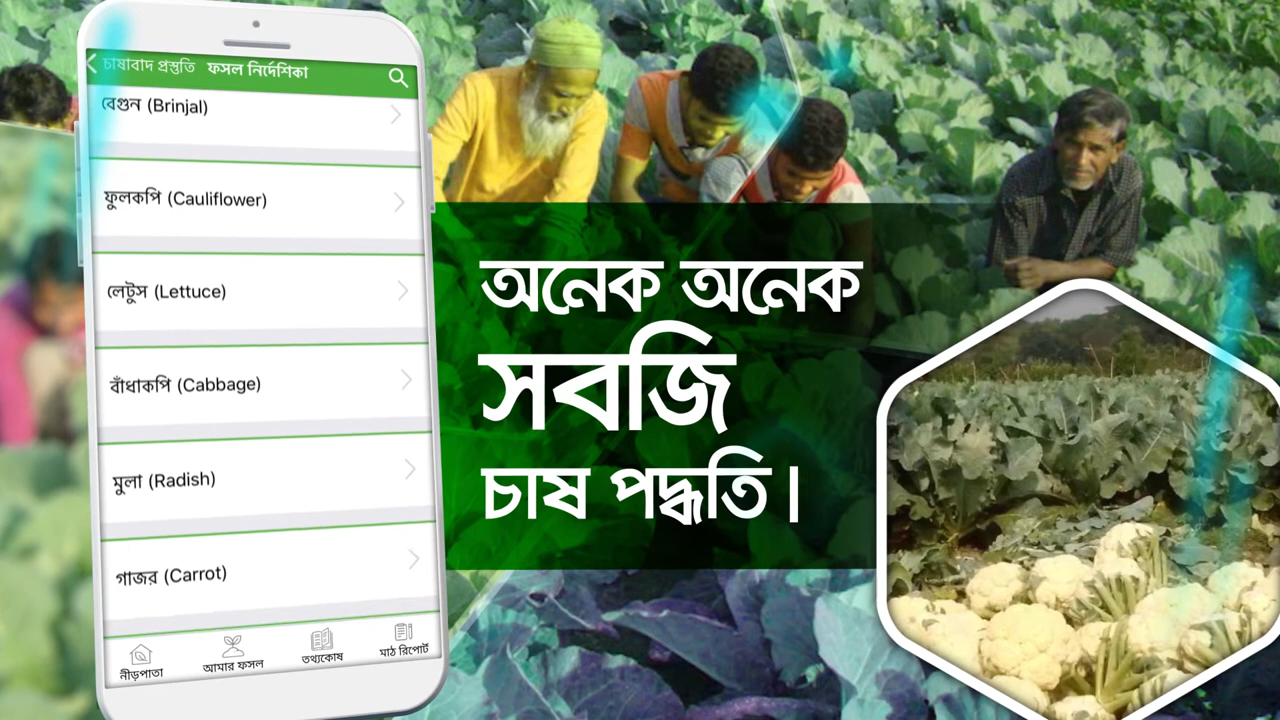 চাষাবাদ প্রস্তুতি ফসল নির্দেশিকা
বেগুন (Brinjal)
ফুলকপি (Cauliflower)
লেটুস (Lettuce)
বাঁধাকপি (Cabbage)
মুলা (Radish)
গাজর (Carrot)
নীড়পাতা আমার ফসল তথ্যকোষ মাঠ রিপোর্ট
অনেক অনেক
সবজি
চাষ পদ্ধতি।